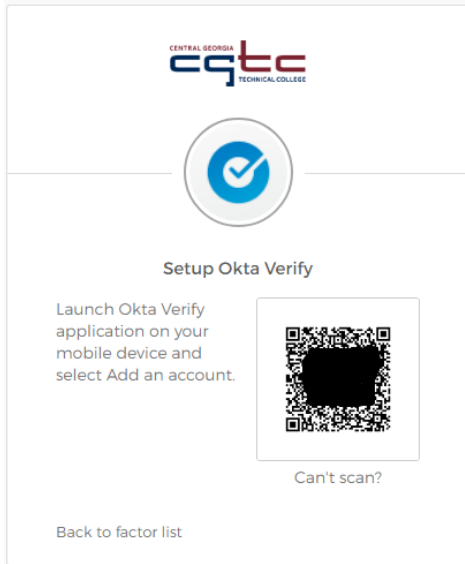 CENTRAL GEORGIA
cgtc
TECHNICAL COLLEGE
Setup Okta Verify
Launch Okta Verify
application on your
mobile device and
select Add an account.
Can't scan?
Back to factor list